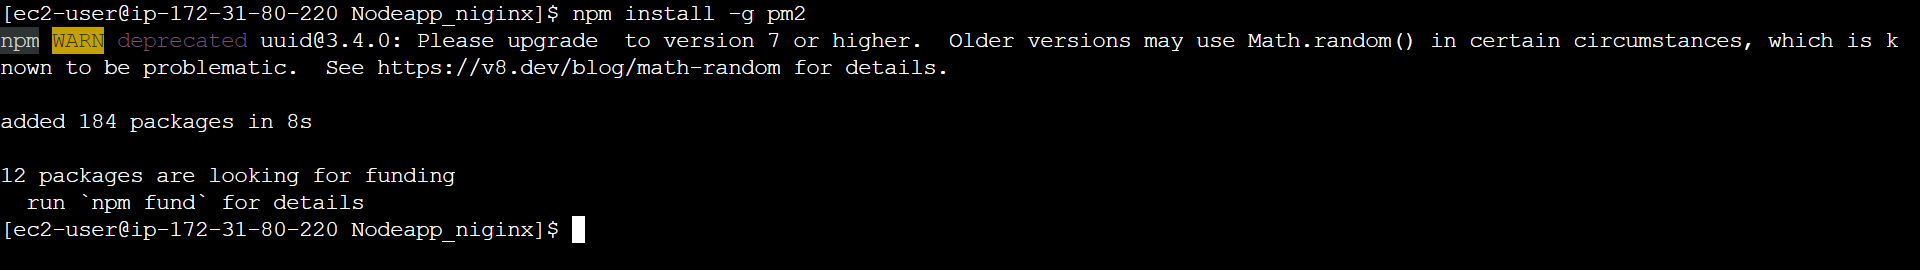 [ec2-user@ip-172-31-80-220 Nodeapp_niginx]$ npm install -g pm2
npm WARN deprecated uuid@3.4.0: Please upgrade  to version 7 or higher.  Older versions may use Math.random() in certain circumstances, which is k
nown to be problematic.  See https://v8.dev/blog/math-random for details.
added 184 packages in 8s
12 packages are looking for funding
  run `npm fund` for details
[ec2-user@ip-172-31-80-220 Nodeapp_niginx]$